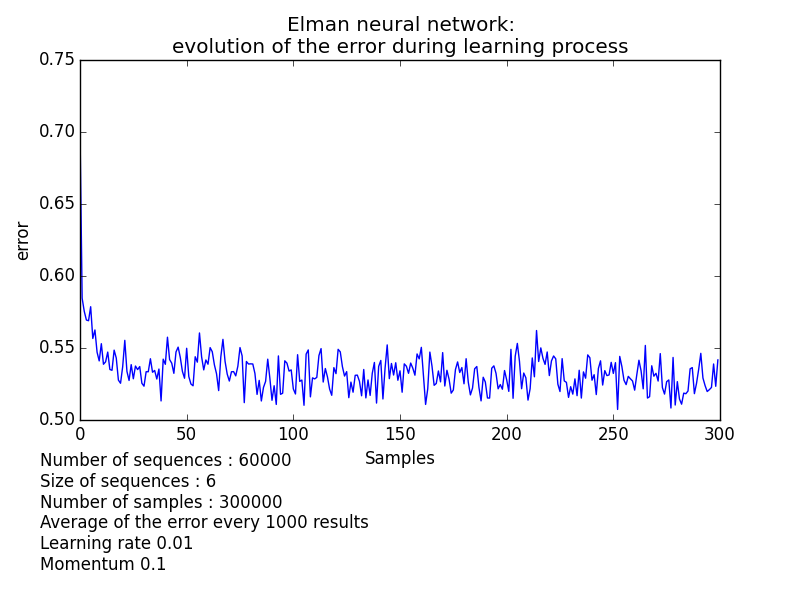 Elman neural network:
evolution of the error during learning process
0.75
0.70
0.65
0.60
0.55
0.50
error
0 50 100 150 200 250 300
Samples
Number of sequences : 60000
Size of sequences : 6
Number of samples : 300000
Average of the error every 1000 results
Learning rate 0.01
Momentum 0.1